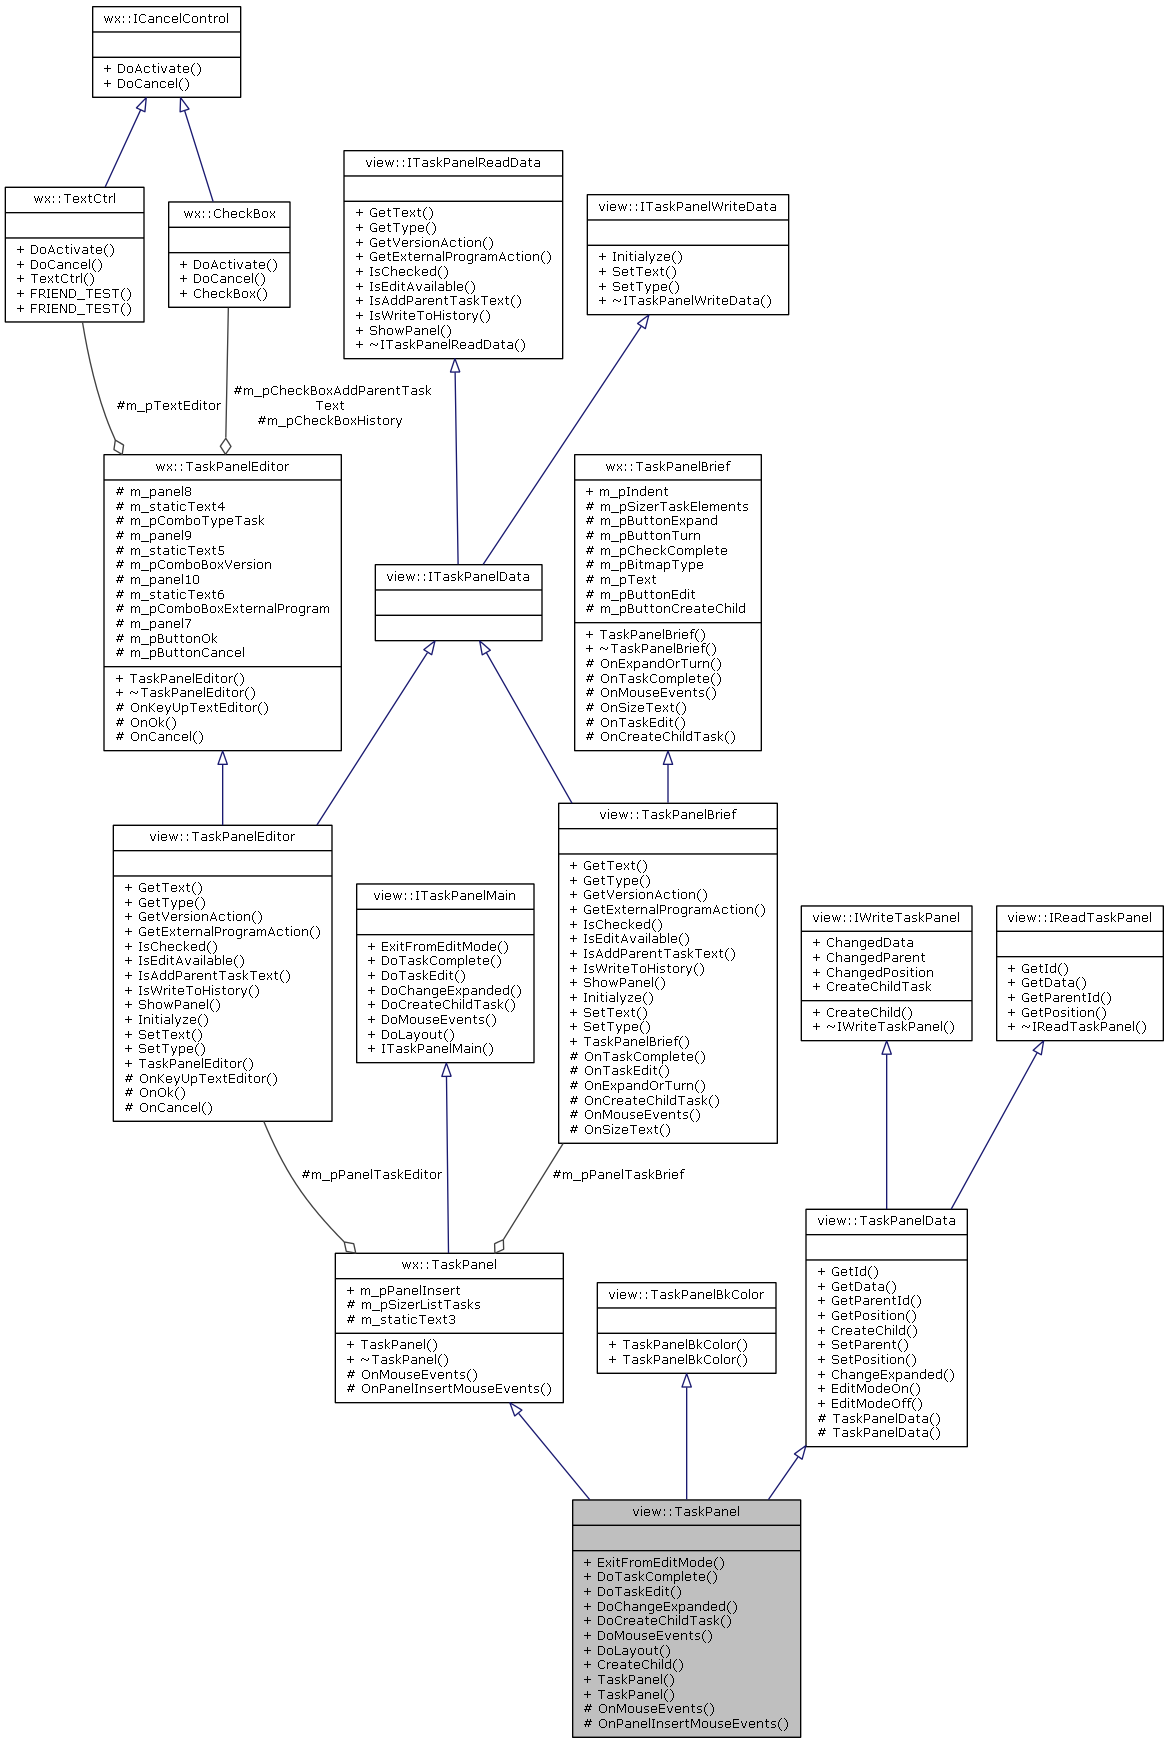 wx::ICancelControl
+ DoActivate()
+ DoCancel()
wx::TextCtrl
+ DoActivate()
+ DoCancel()
+ TextCtrl()
+ FRIEND_TEST()
+ FRIEND_TEST()
wx::CheckBox
+ DoActivate()
+ DoCancel()
+ CheckBox()
view::ITaskPanelReadData
+ GetText()
+ GetType()
+ GetVersionAction()
+ GetExternalProgramAction()
+ IsChecked()
+ IsEditAvailable()
+ IsAddParentTaskText()
+ IsWriteToHistory()
+ ShowPanel()
+ ~ITaskPanelReadData()
view::ITaskPanelWriteData
+ Initialyze()
+ SetText()
+ SetType()
+ ~ITaskPanelWriteData()
#m_pTextEditor
#m_pCheckBoxAddParentTask
Text
#m_pCheckBoxHistory
wx::TaskPanelEditor
# m_panel8
# m_staticText4
# m_pComboTypeTask
# m_panel9
# m_staticText5
# m_pComboBoxVersion
# m_panel10
# m_staticText6
# m_pComboBoxExternalProgram
# m_panel7
# m_pButtonOk
# m_pButtonCancel
+ TaskPanelEditor()
+ ~TaskPanelEditor()
# OnKeyUpTextEditor()
# OnOk()
# OnCancel()
view::ITaskPanelData
wx::TaskPanelBrief
+ m_pIndent
# m_pSizerTaskElements
# m_pButtonExpand
# m_pButtonTurn
# m_pCheckComplete
# m_pBitmapType
# m_pText
# m_pButtonEdit
# m_pButtonCreateChild
+ TaskPanelBrief()
+ ~TaskPanelBrief()
# OnExpandOrTurn()
# OnTaskComplete()
# OnMouseEvents()
# OnSizeText()
# OnTaskEdit()
# OnCreateChildTask()
view::TaskPanelEditor
+ GetText()
+ GetType()
+ GetVersionAction()
+ GetExternalProgramAction()
+ IsChecked()
+ IsEditAvailable()
+ IsAddParentTaskText()
+ IsWriteToHistory()
+ ShowPanel()
+ Initialyze()
+ SetText()
+ SetType()
+ TaskPanelEditor()
# OnKeyUpTextEditor()
# OnOk()
# OnCancel()
view::ITaskPanelMain
+ ExitFromEditMode()
+ DoTaskComplete()
+ DoTaskEdit()
+ DoChangeExpanded()
+ DoCreateChildTask()
+ DoMouseEvents()
+ DoLayout()
+ ITaskPanelMain()
view::TaskPanelBrief
+ GetText()
+ GetType()
+ GetVersionAction()
+ GetExternalProgramAction()
+ IsChecked()
+ IsEditAvailable()
+ IsAddParentTaskText()
+ IsWriteToHistory()
+ ShowPanel()
+ Initialyze()
+ SetText()
+ SetType()
+ TaskPanelBrief()
# OnTaskComplete()
# OnTaskEdit()
# OnExpandOrTurn()
# OnCreateChildTask()
# OnMouseEvents()
# OnSizeText()
view::IWriteTaskPanel
+ ChangedData
+ ChangedParent
+ ChangedPosition
+ CreateChildTask
+ CreateChild()
+ ~IWriteTaskPanel()
view::IReadTaskPanel
+ GetId()
+ GetData()
+ GetParentId()
+ GetPosition()
+ ~IReadTaskPanel()
#m_pPanelTaskEditor
#m_pPanelTaskBrief
wx::TaskPanel
+ m_pPanelInsert
# m_pSizerListTasks
# m_staticText3
+ TaskPanel()
+ ~TaskPanel()
# OnMouseEvents()
# OnPanelInsertMouseEvents()
view::TaskPanelBkColor
+ TaskPanelBkColor()
+ TaskPanelBkColor()
view::TaskPanelData
+ GetId()
+ GetData()
+ GetParentId()
+ GetPosition()
+ CreateChild()
+ SetParent()
+ SetPosition()
+ ChangeExpanded()
+ EditModeOn()
+ EditModeOff()
# TaskPanelData()
# TaskPanelData()
view::TaskPanel
+ ExitFromEditMode()
+ DoTaskComplete()
+ DoTaskEdit()
+ DoChangeExpanded()
+ DoCreateChildTask()
+ DoMouseEvents()
+ DoLayout()
+ CreateChild()
+ TaskPanel()
+ TaskPanel()
# OnMouseEvents()
# OnPanelInsertMouseEvents()